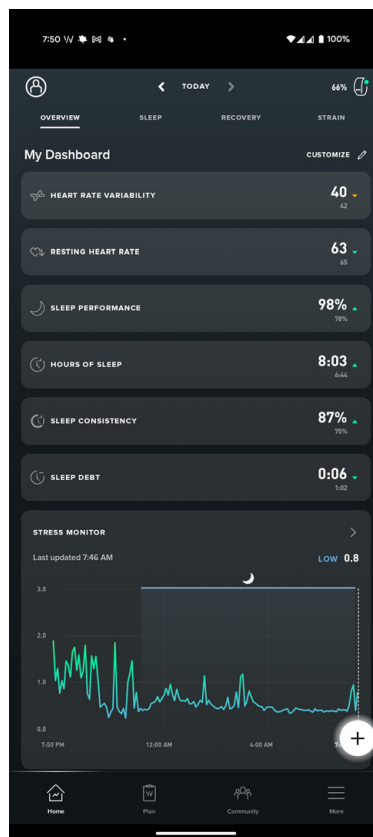 7:50
100%
TODAY
66%
OVERVIEW SLEEP RECOVERY STRAIN
My Dashboard
CUSTOMIZE
HEART RATE VARIABILITY
40
42
RESTING HEART RATE
63
65
SLEEP PERFORMANCE
98%
78%
HOURS OF SLEEP
8:03
6:44
SLEEP CONSISTENCY
87%
75%
SLEEP DEBT
0:06
1:02
STRESS MONITOR
Last updated 7:46 AM
LOW 0.8
3.0
2.0
1.0
0.0
7:50 PM 12:00 AM 4:00 AM
+
W
Home Plan Community More